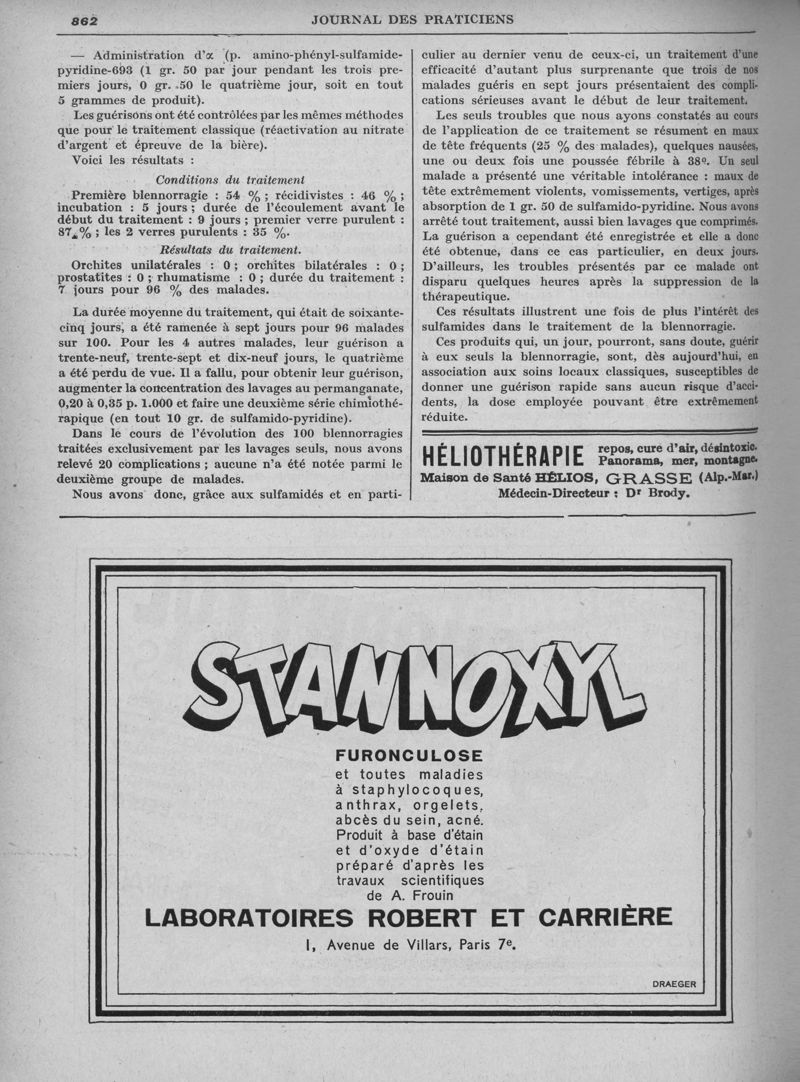 862
JOURNAL DES PRATICIENS
— Administration d'α (p. amino-phényl-sulfamide-
pyridine-693 (1 gr. 50 par jour pendant les trois pre-
miers jours, 0 gr. 50 le quatrième jour, soit en tout
5 grammes de produit).
Les guérisons ont été contrôlées par les mêmes méthodes
que pour le traitement classique (réactivation au nitrate
d'argent et épreuve de la bière).
Voici les résultats :
Conditions du traitement
Première blennorragie : 54 % ; récidivistes : 46 % ;
incubation : 5 jours ; durée de l'écoulement avant le
début du traitement : 9 jours ; premier verre purulent :
87 % ; les 2 verres purulents : 35 %.
Résultats du traitement.
Orchites unilatérales : 0 ; orchites bilatérales : 0 ;
prostatites : 0 ; rhumatisme : 0 ; durée du traitement :
7 jours pour 96 % des malades.
La durée moyenne du traitement, qui était de soixante-
cinq jours, a été ramenée à sept jours pour 96 malades
sur 100. Pour les 4 autres malades, leur guérison a
trente-neuf, trente-sept et dix-neuf jours, le quatrième
a été perdu de vue. Il a fallu, pour obtenir leur guérison,
augmenter la concentration des lavages au permanganate,
0,20 à 0,35 p. 1.000 et faire une deuxième série chimiothé-
rapique (en tout 10 gr. de sulfamido-pyridine).
Dans le cours de l'évolution des 100 blennorragies
traitées exclusivement par les lavages seuls, nous avons
relevé 20 complications ; aucune n'a été notée parmi le
deuxième groupe de malades.
Nous avons donc, grâce aux sulfamidés et en parti-
culier au dernier venu de ceux-ci, un traitement d'une
efficacité d'autant plus surprenante que trois de nos
malades guéris en sept jours présentaient des compli-
cations sérieuses avant le début de leur traitement.
Les seuls troubles que nous ayons constatés au cours
de l'application de ce traitement se résument en maux
de tête fréquents (25 % des malades), quelques nausées,
une ou deux fois une poussée fébrile à 38°. Un seul
malade a présenté une véritable intolérance : maux de
tête extrêmement violents, vomissements, vertiges, après
absorption de 1 gr. 50 de sulfamido-pyridine. Nous avons
arrêté tout traitement, aussi bien lavages que comprimés.
La guérison a cependant été enregistrée et elle a donc
été obtenue, dans ce cas particulier, en deux jours.
D'ailleurs, les troubles présentés par ce malade ont
disparu quelques heures après la suppression de la
thérapeutique.
Ces résultats illustrent une fois de plus l'intérêt des
sulfamides dans le traitement de la blennorragie.
Ces produits qui, un jour, pourront, sans doute, guérir
à eux seuls la blennorragie, sont, dès aujourd'hui, en
association aux soins locaux classiques, susceptibles de
donner une guérison rapide sans aucun risque d'acci-
dents, la dose employée pouvant être extrêmement
réduite.
HÉLIOTHÉRAPIE repos, cure d'air, désintoxic.
Panorama, mer, montagne.
Maison de Santé HÉLIOS, GRASSE (Alp.-Mar.)
Médecin-Directeur : Dr Brody.
STANNOXYL
FURONCULOSE
et toutes maladies
à staphylocoques,
anthrax, orgelets,
abcès du sein, acné.
Produit à base d'étain
et d'oxyde d'étain
préparé d'après les
travaux scientifiques
de A. Frouin
LABORATOIRES ROBERT ET CARRIÈRE
1, Avenue de Villars, Paris 7e.
DRAEGER